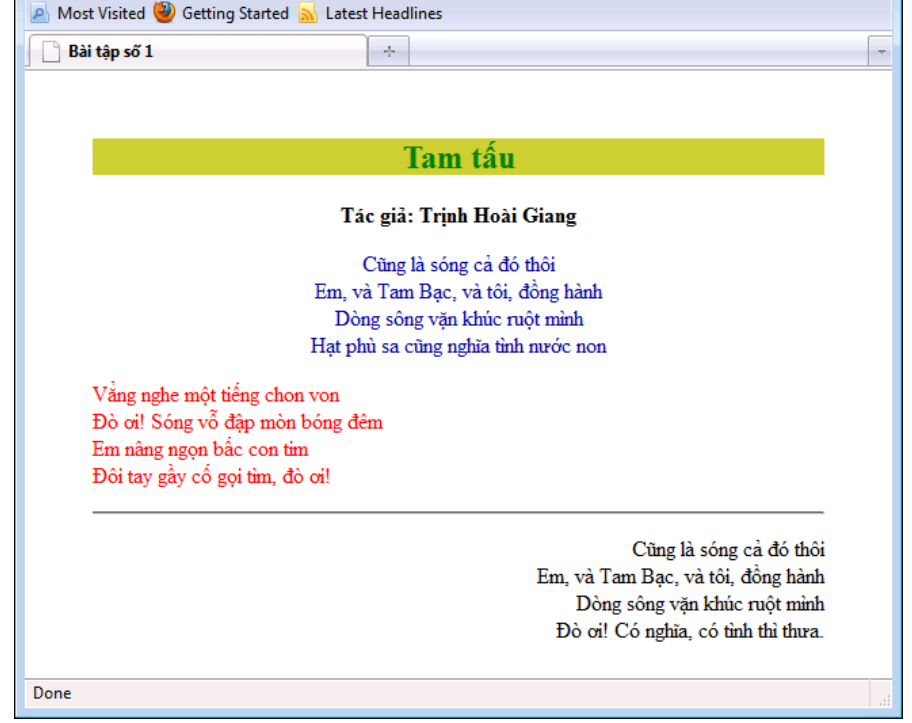 Most Visited Getting Started Latest Headlines
Bài tập số 1
Tam tấu
Tác giả: Trịnh Hoài Giang
Cũng là sóng cả đó thôi
Em, và Tam Bạc, và tôi, đồng hành
Dòng sông vặn khúc ruột mình
Hạt phù sa cũng nghĩa tình nước non
Vẳng nghe một tiếng chon von
Đò ơi! Sóng vỗ đập mòn bóng đêm
Em nâng ngọn bấc con tim
Đôi tay gầy cố gọi tìm, đò ơi!
Cũng là sóng cả đó thôi
Em, và Tam Bạc, và tôi, đồng hành
Dòng sông vặn khúc ruột mình
Đò ơi! Có nghĩa, có tình thì thưa.
Done